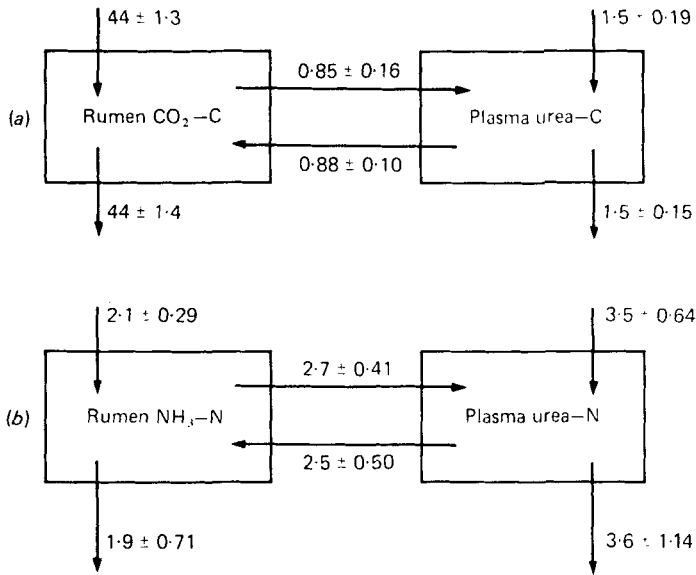 44 ± 1·3
1·5 ± 0·19
0·85 ± 0·16
(a)
Rumen CO₂–C
Plasma urea–C
0·88 ± 0·10
44 ± 1·4
1·5 ± 0·15
2·1 ± 0·29
3·5 ± 0·64
2·7 ± 0·41
(b)
Rumen NH₃–N
Plasma urea–N
2·5 ± 0·50
1·9 ± 0·71
3·6 ± 1·14